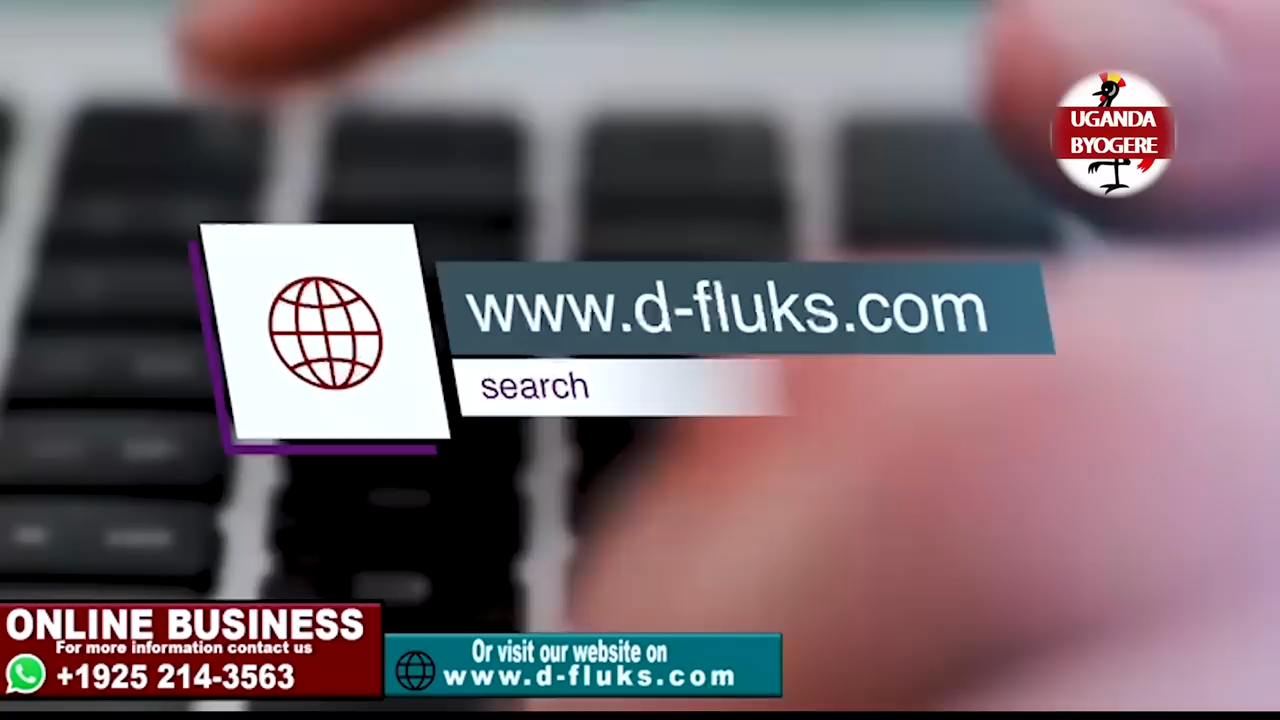 UGANDA
BYOGERE
www.d-fluks.com
search
ONLINE BUSINESS
For more information contact us
+1925 214-3563
Or visit our website on
www.d-fluks.com